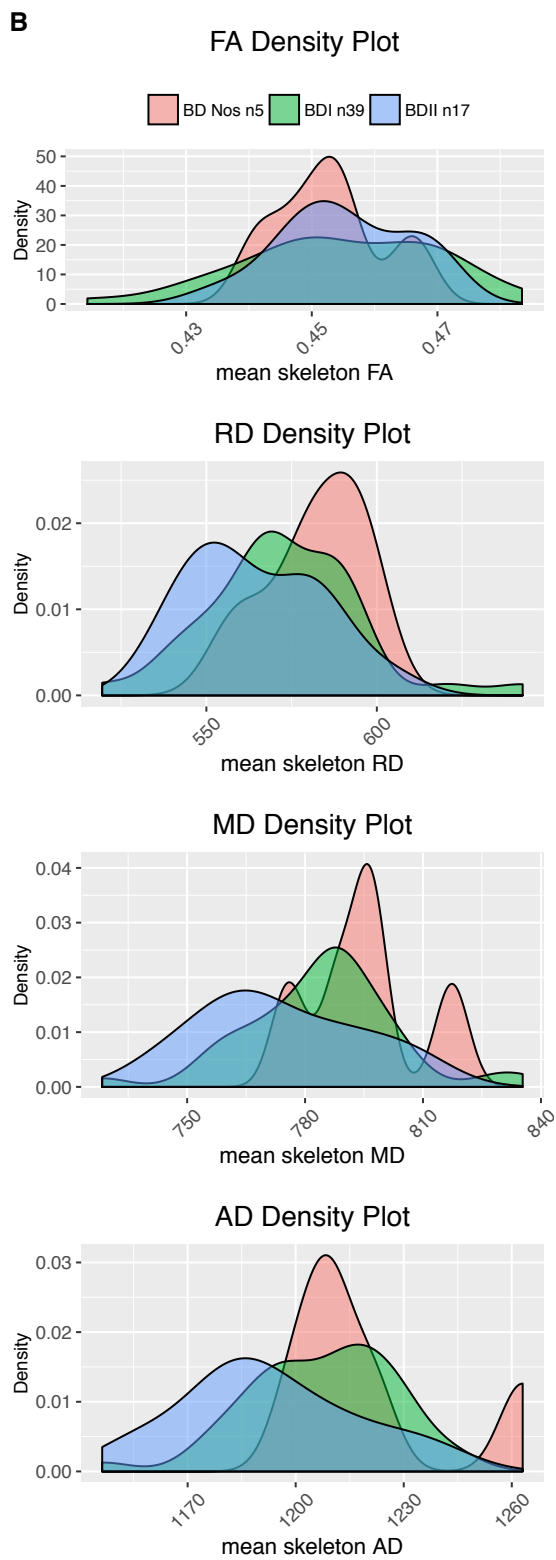 B
FA Density Plot
BD Nos n5 BDI n39 BDII n17
50
40
30
20
10
0
Density
0.43 0.45 0.47
mean skeleton FA
RD Density Plot
0.02
0.01
0.00
Density
550 600
mean skeleton RD
MD Density Plot
0.04
0.03
0.02
0.01
0.00
Density
750 780 810 840
mean skeleton MD
AD Density Plot
0.03
0.02
0.01
0.00
Density
1170 1200 1230 1260
mean skeleton AD